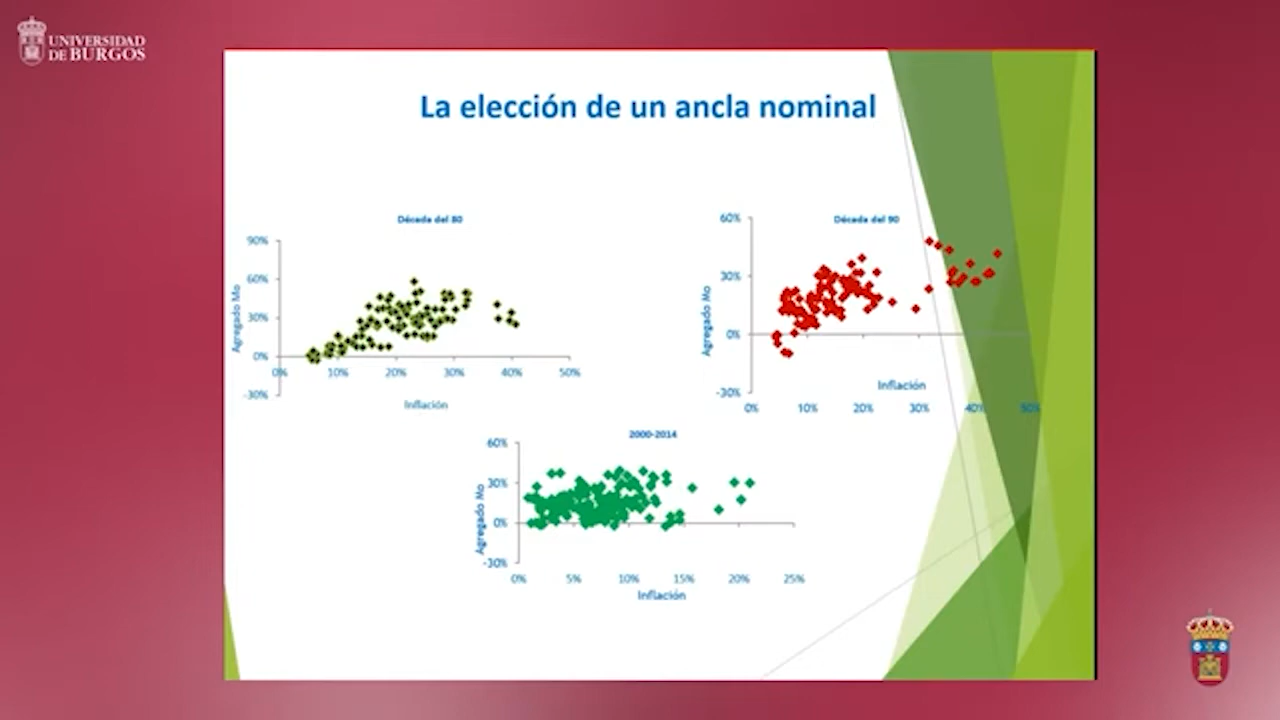 UNIVERSIDAD
DE BURGOS
La elección de un ancla nominal
Década del 80
90%
60%
30%
0%
-30%
Agregado Mo
0% 10% 20% 30% 40% 50%
Inflación
Década del 90
60%
30%
0%
-30%
Agregado Mo
Inflación
0% 10% 20% 30% 40% 50%
2000-2014
60%
30%
0%
-30%
Agregado Mo
0% 5% 10% 15% 20% 25%
Inflación